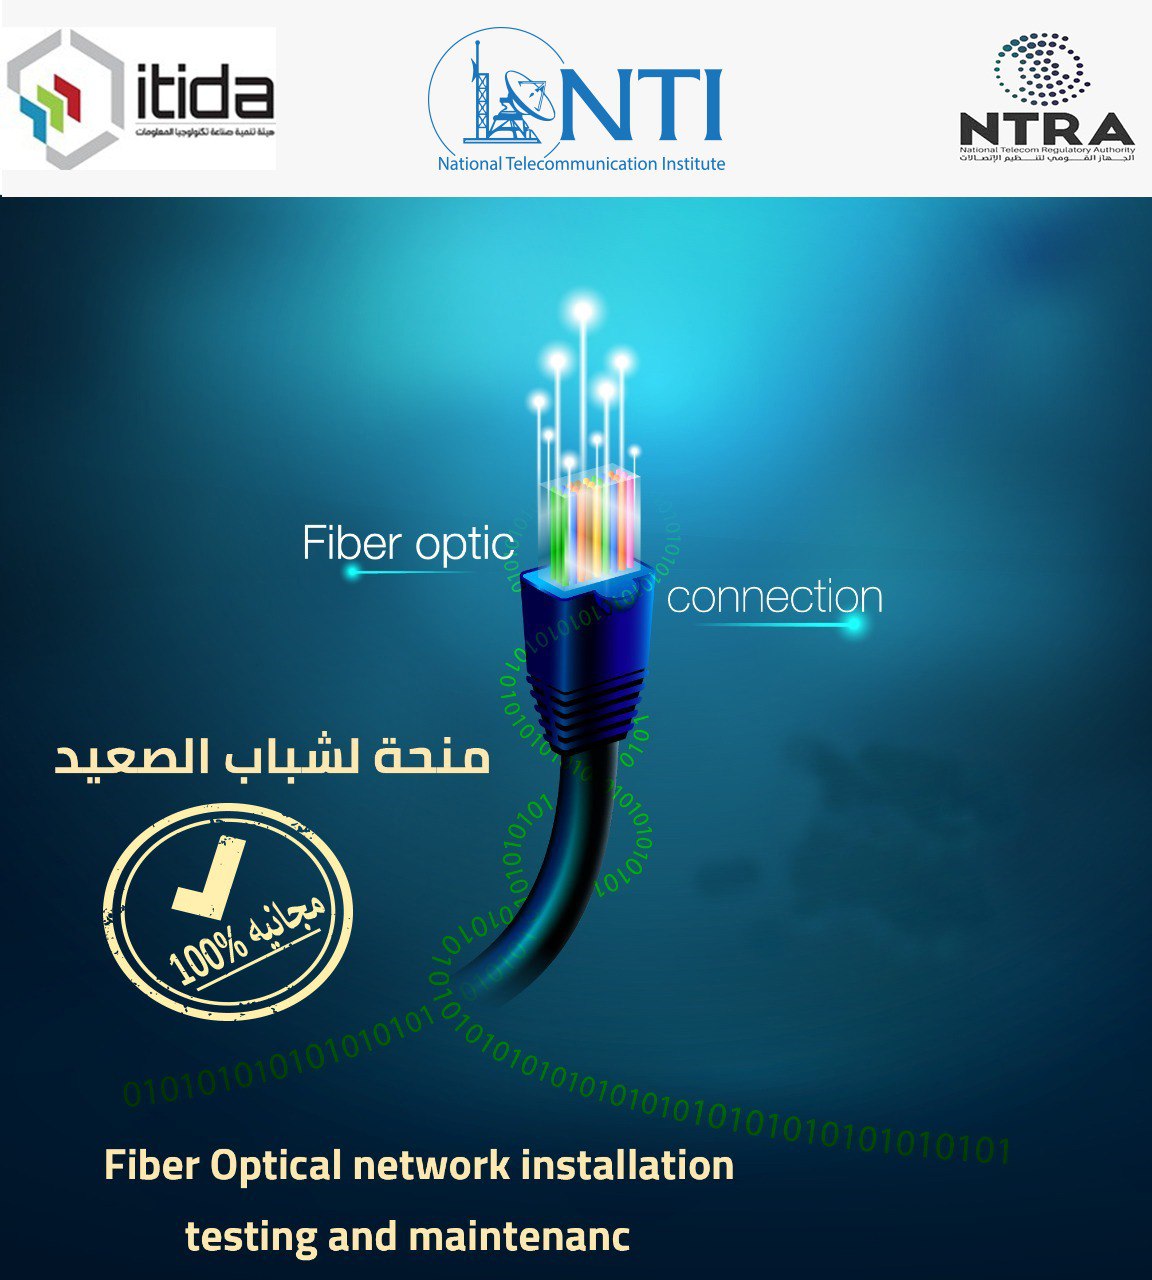 itida
هيئة تنمية صناعة تكنولوجيا المعلومات
NTI
National Telecommunication Institute
NTRA
National Telecom Regulatory Authority
الجهاز القومي لتنظيم الإتصالات
Fiber optic
connection
منحة لشباب الصعيد
مجانيه 100%
Fiber Optical network installation
testing and maintenanc